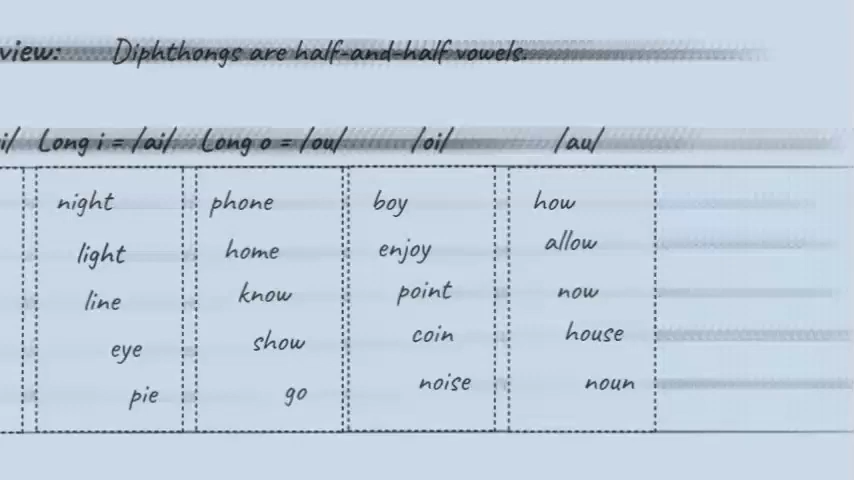 view: Diphthongs are half-and-half vowels.
i/ Long i = /ai/ Long o = /ou/ /oi/ /au/
night phone boy how
light home enjoy allow
line know point now
eye show coin house
pie go noise noun